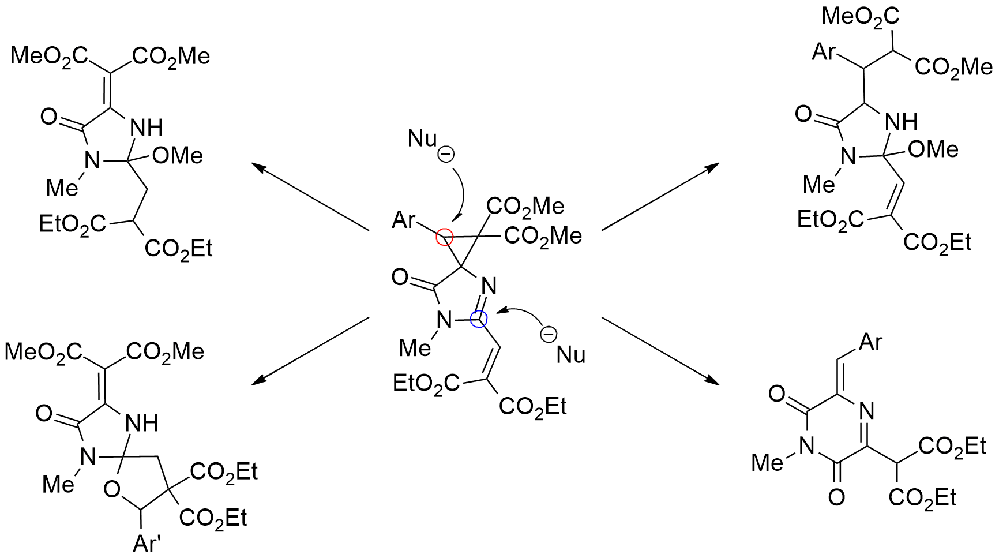 MeO2C CO2Me
O
NH
N
OMe
Me
EtO2C
CO2Et
MeO2C
Ar
CO2Me
O
NH
N
OMe
Me
EtO2C
CO2Et
Nu
−
CO2Me
Ar
CO2Me
O
N
N
Me
−
Nu
EtO2C
CO2Et
MeO2C CO2Me
O
NH
N
Me
O
CO2Et
CO2Et
Ar'
Ar
O
N
N
Me
O
CO2Et
CO2Et